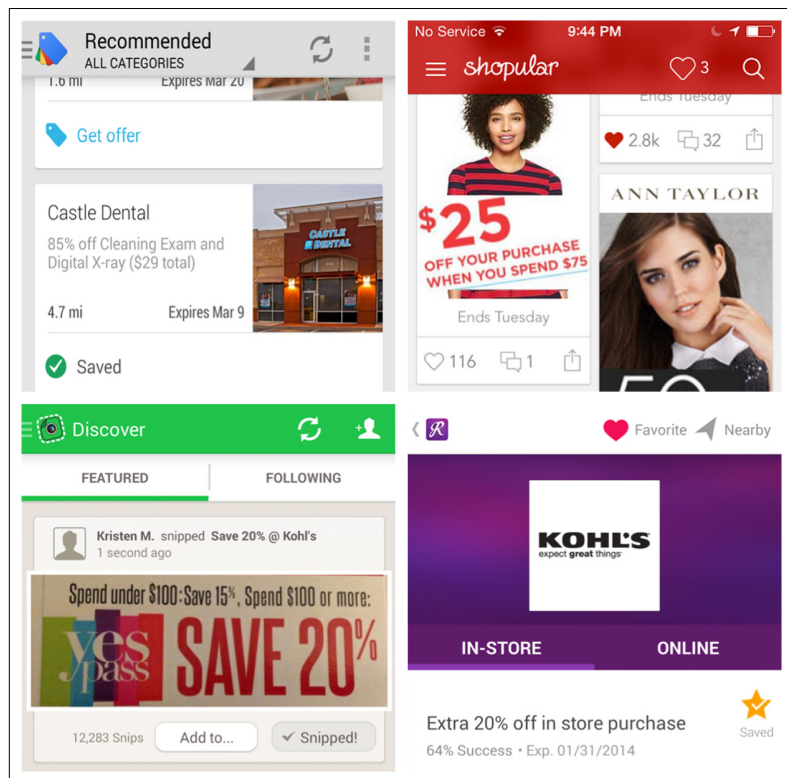 Recommended
ALL CATEGORIES
1.6 mi Expires Mar 20
Get offer
Castle Dental
85% off Cleaning Exam and
Digital X-ray ($29 total)
CASTLE
DENTAL
4.7 mi Expires Mar 9
Saved
No Service 9:44 PM
shopular 3
$25
OFF YOUR PURCHASE
WHEN YOU SPEND $75
Ends Tuesday
116 1
Ends Tuesday
2.8k 32
ANN TAYLOR
50
Discover
FEATURED FOLLOWING
Kristen M. snipped Save 20% @ Kohl's
1 second ago
Spend under $100: Save 15%, Spend $100 or more:
yes
pass
SAVE 20%
12,283 Snips Add to... Snipped!
R Favorite Nearby
KOHL'S
expect great things
IN-STORE ONLINE
Extra 20% off in store purchase
Saved
64% Success • Exp. 01/31/2014